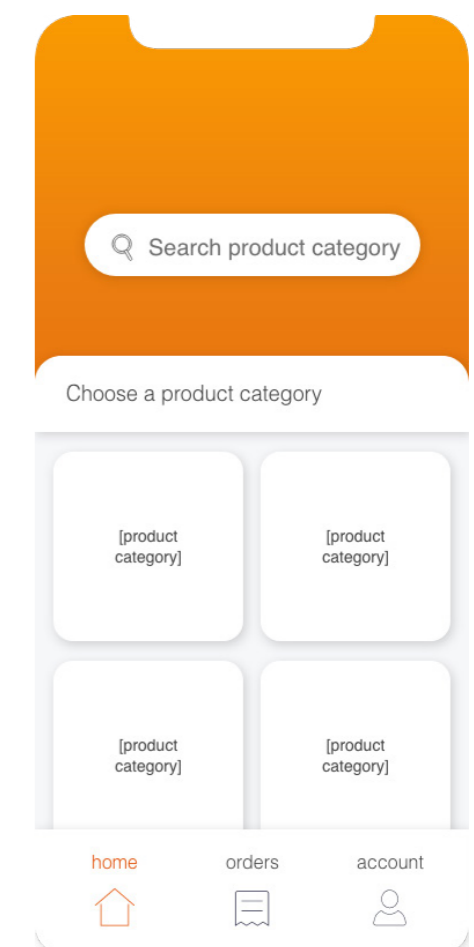 Search product category
Choose a product category
[product
category]
[product
category]
[product
category]
[product
category]
home
orders
account